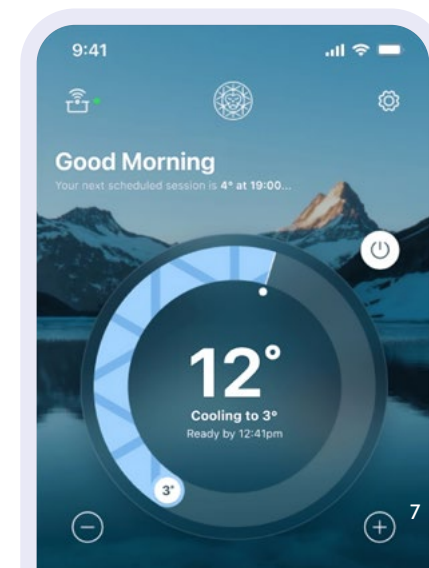 9:41
Good Morning
Your next scheduled session is 4° at 19:00...
12°
Cooling to 3°
Ready by 12:41pm
3°
7